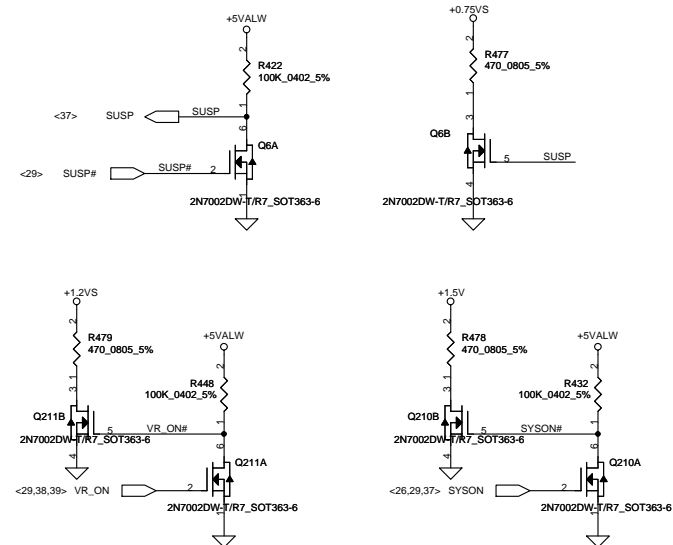 +5VALW
2
R422
100K_0402_5%
1
<37> SUSP
SUSP
6
Q6A
<29> SUSP#
SUSP#
2
1
2N7002DW-T/R7_SOT363-6
+0.75VS
2
R477
470_0805_5%
1
3
Q6B
5
SUSP
4
2N7002DW-T/R7_SOT363-6
+1.2VS
2
R479
470_0805_5%
1
3
Q211B
5
VR_ON#
2N7002DW-T/R7_SOT363-6
4
+5VALW
2
R448
100K_0402_5%
1
6
Q211A
<29,38,39> VR_ON
2
1
2N7002DW-T/R7_SOT363-6
+1.5V
2
R478
470_0805_5%
1
3
Q210B
5
SYSON#
2N7002DW-T/R7_SOT363-6
4
+5VALW
2
R432
100K_0402_5%
1
6
Q210A
<26,29,37> SYSON
2
1
2N7002DW-T/R7_SOT363-6